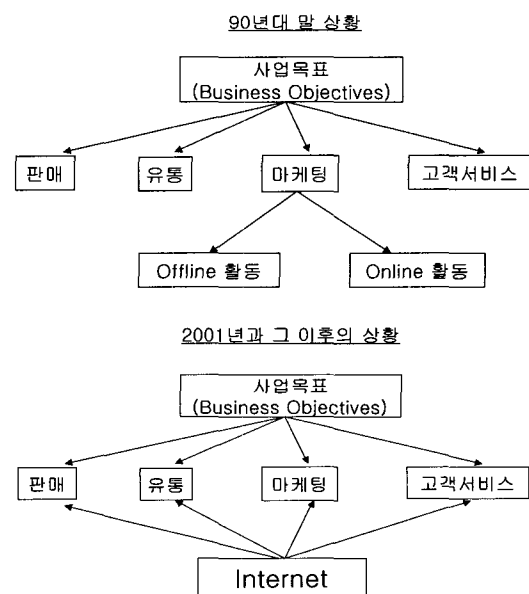 90년대 말 상황
사업목표
(Business Objectives)
판매 유통 마케팅 고객서비스
Offline 활동 Online 활동
2001년과 그 이후의 상황
사업목표
(Business Objectives)
판매 유통 마케팅 고객서비스
Internet